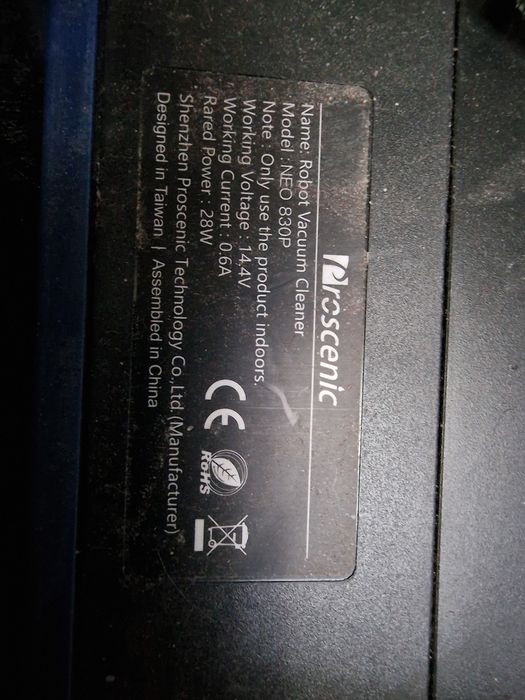 Proscenic
Name: Robot Vacuum Cleaner
Model: NEO 830P
Note : Only use the product indoors.
Working Voltage : 14.4V
Working Current : 0.6A
Rared Power : 28W
CE
RoHS
Shenzhen Proscenic Technology Co.,Ltd. (Manufacturer)
Designed in Taiwan | Assembled in China